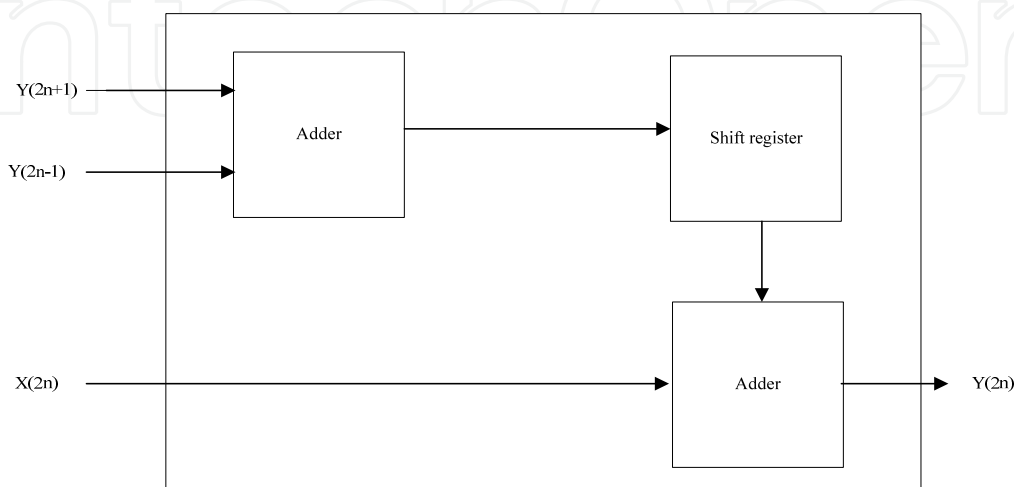 Y(2n+1)
Adder
Shift register
Y(2n-1)
X(2n)
Adder
Y(2n)